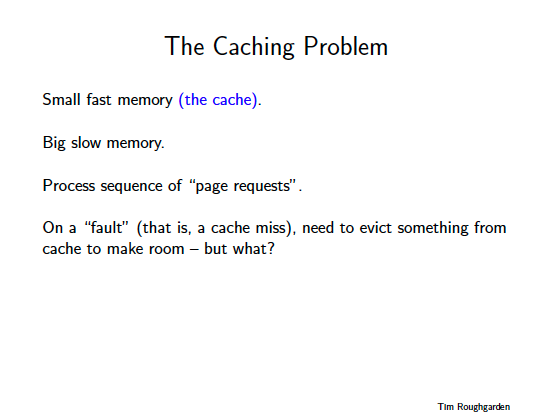 The Caching Problem
Small fast memory (the cache).
Big slow memory.
Process sequence of “page requests”.
On a “fault” (that is, a cache miss), need to evict something from
cache to make room – but what?
Tim Roughgarden